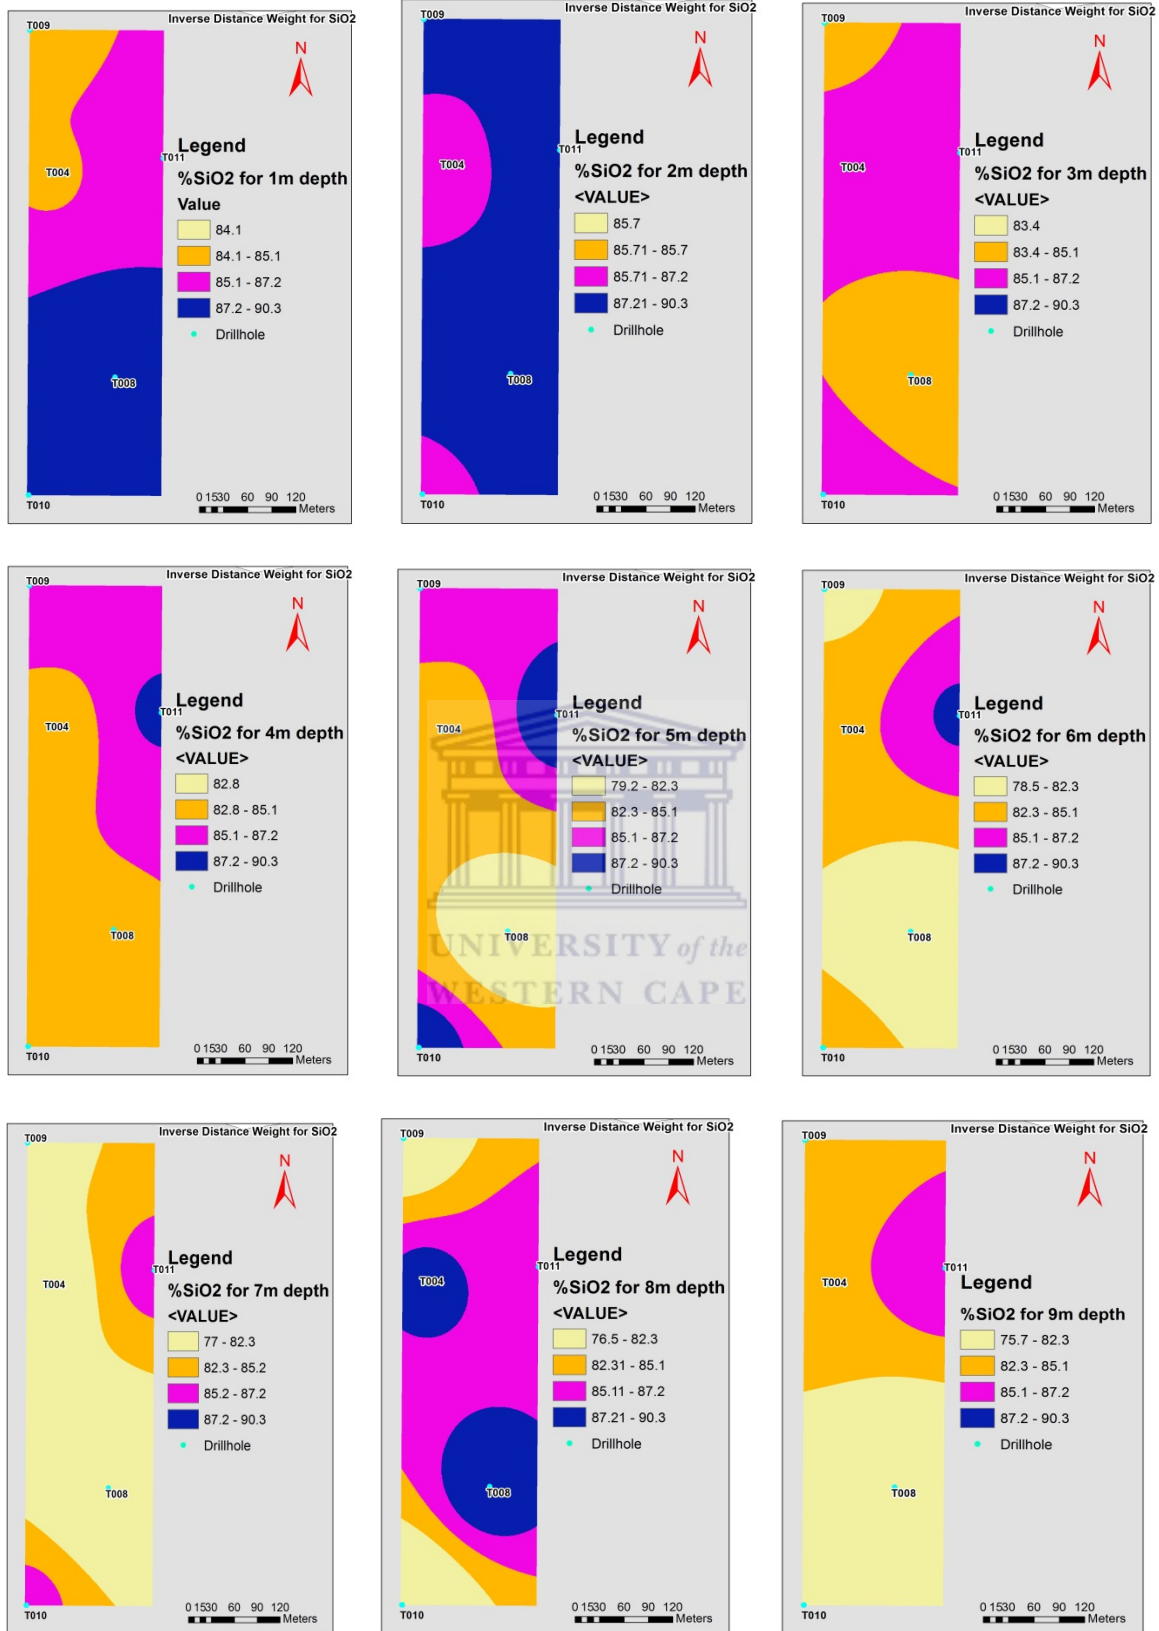 T009
Inverse Distance Weight for SiO2
N
Legend
T011
T004
%SiO2 for 1m depth
Value
84.1
84.1 - 85.1
85.1 - 87.2
87.2 - 90.3
Drillhole
T008
T010
0 1530 60 90 120
Meters
T009
Inverse Distance Weight for SiO2
N
Legend
T011
T004
%SiO2 for 2m depth
<VALUE>
85.7
85.71 - 85.7
85.71 - 87.2
87.21 - 90.3
Drillhole
T008
T010
0 1530 60 90 120
Meters
T009
Inverse Distance Weight for SiO2
N
Legend
T011
T004
%SiO2 for 3m depth
<VALUE>
83.4
83.4 - 85.1
85.1 - 87.2
87.2 - 90.3
Drillhole
T008
T010
0 1530 60 90 120
Meters
T009
Inverse Distance Weight for SiO2
N
Legend
T011
T004
%SiO2 for 4m depth
<VALUE>
82.8
82.8 - 85.1
85.1 - 87.2
87.2 - 90.3
Drillhole
T008
T010
0 1530 60 90 120
Meters
T009
Inverse Distance Weight for SiO2
N
Legend
T011
T004
%SiO2 for 5m depth
<VALUE>
79.2 - 82.3
82.3 - 85.1
85.1 - 87.2
87.2 - 90.3
Drillhole
T008
UNIVERSITY of the
WESTERN CAPE
T010
0 1530 60 90 120
Meters
T009
Inverse Distance Weight for SiO2
N
Legend
T011
T004
%SiO2 for 6m depth
<VALUE>
78.5 - 82.3
82.3 - 85.1
85.1 - 87.2
87.2 - 90.3
Drillhole
T008
T010
0 1530 60 90 120
Meters
T009
Inverse Distance Weight for SiO2
N
Legend
T011
T004
%SiO2 for 7m depth
<VALUE>
77 - 82.3
82.3 - 85.2
85.2 - 87.2
87.2 - 90.3
Drillhole
T008
T010
0 1530 60 90 120
Meters
T009
Inverse Distance Weight for SiO2
N
Legend
T011
T004
%SiO2 for 8m depth
<VALUE>
76.5 - 82.3
82.31 - 85.1
85.11 - 87.2
87.21 - 90.3
Drillhole
T008
T010
0 1530 60 90 120
Meters
T009
Inverse Distance Weight for SiO2
N
T011
Legend
T004
%SiO2 for 9m depth
<VALUE>
75.7 - 82.3
82.3 - 85.1
85.1 - 87.2
87.2 - 90.3
Drillhole
T008
T010
0 1530 60 90 120
Meters